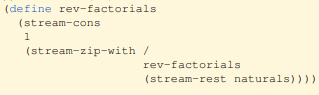 (define rev-factorials
(stream-cons
1
(stream-zip-with /
rev-factorials
(stream-rest naturals))))